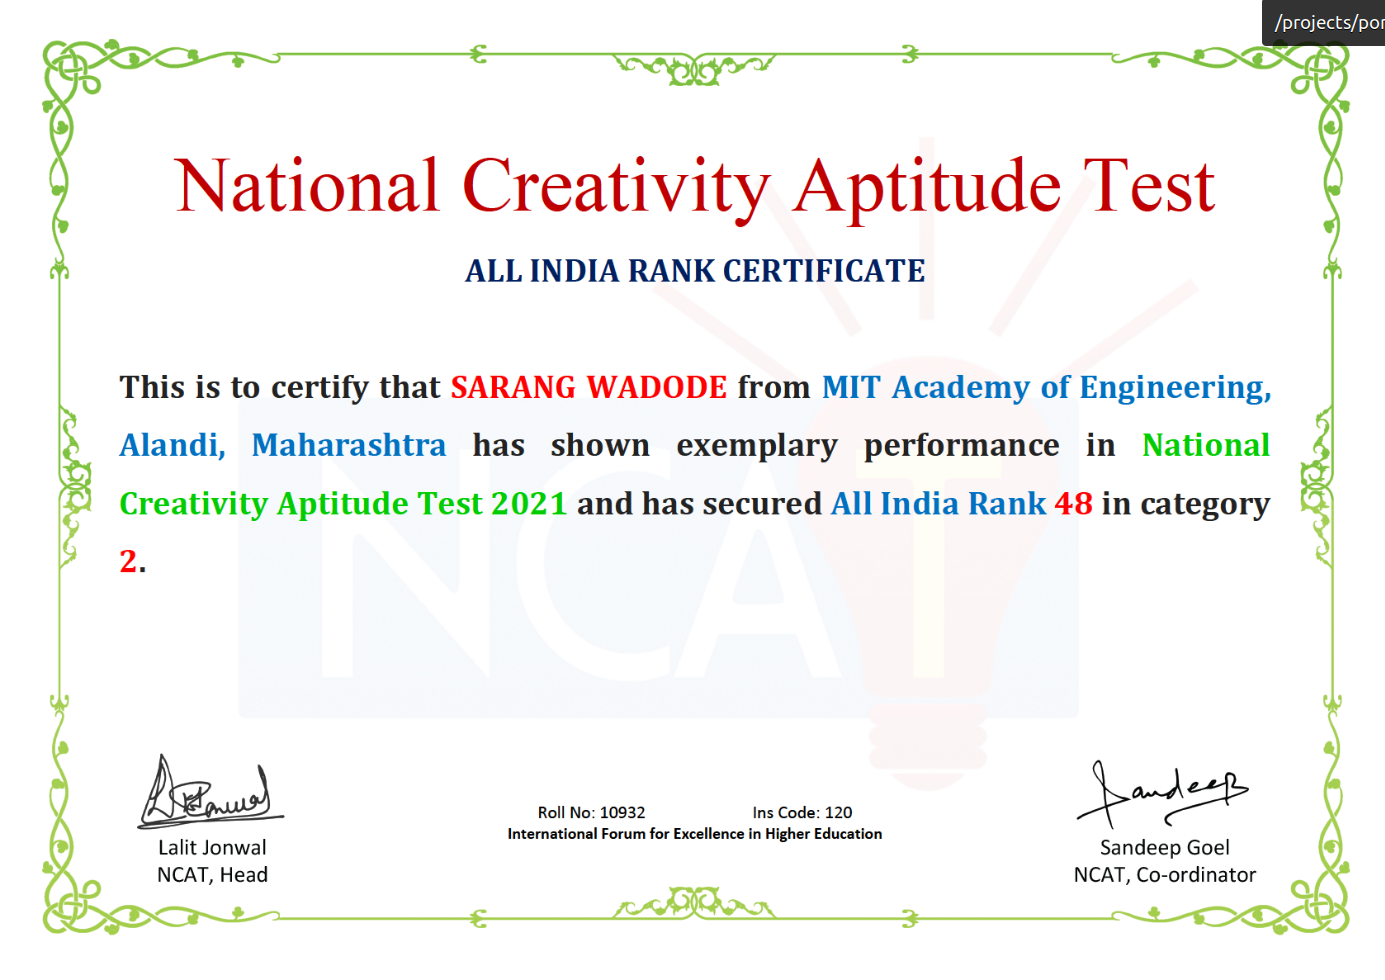 /projects/por
National Creativity Aptitude Test
ALL INDIA RANK CERTIFICATE
This is to certify that SARANG WADODE from MIT Academy of Engineering,
Alandi, Maharashtra has shown exemplary performance in National
Creativity Aptitude Test 2021 and has secured All India Rank 48 in category
2.
NCAT
Sandeep
Roll No: 10932 Ins Code: 120
International Forum for Excellence in Higher Education
Lalit Jonwal Sandeep Goel
NCAT, Head NCAT, Co-ordinator